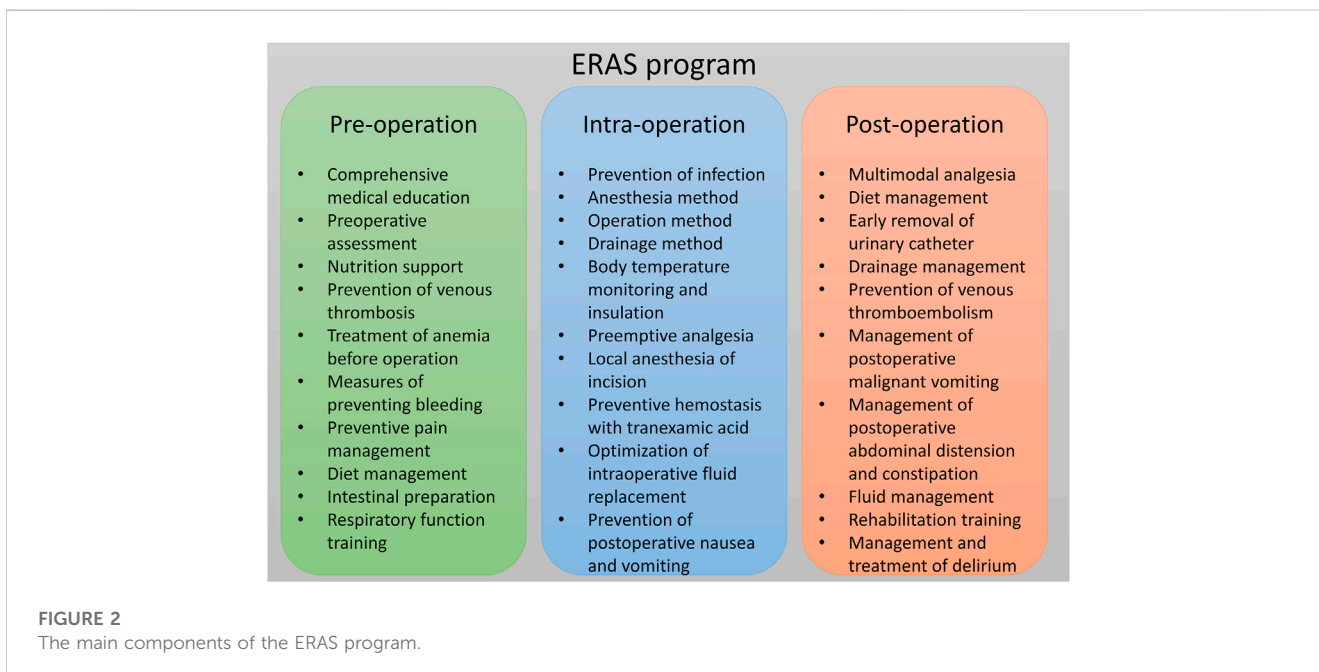 ERAS program
Pre-operation
• Comprehensive
medical education
• Preoperative
assessment
• Nutrition support
• Prevention of venous
thrombosis
• Treatment of anemia
before operation
• Measures of
preventing bleeding
• Preventive pain
management
• Diet management
• Intestinal preparation
• Respiratory function
training
Intra-operation
• Prevention of infection
• Anesthesia method
• Operation method
• Drainage method
• Body temperature
monitoring and
insulation
• Preemptive analgesia
• Local anesthesia of
incision
• Preventive hemostasis
with tranexamic acid
• Optimization of
intraoperative fluid
replacement
• Prevention of
postoperative nausea
and vomiting
Post-operation
• Multimodal analgesia
• Diet management
• Early removal of
urinary catheter
• Drainage management
• Prevention of venous
thromboembolism
• Management of
postoperative
malignant vomiting
• Management of
postoperative
abdominal distension
and constipation
• Fluid management
• Rehabilitation training
• Management and
treatment of delirium
FIGURE 2
The main components of the ERAS program.